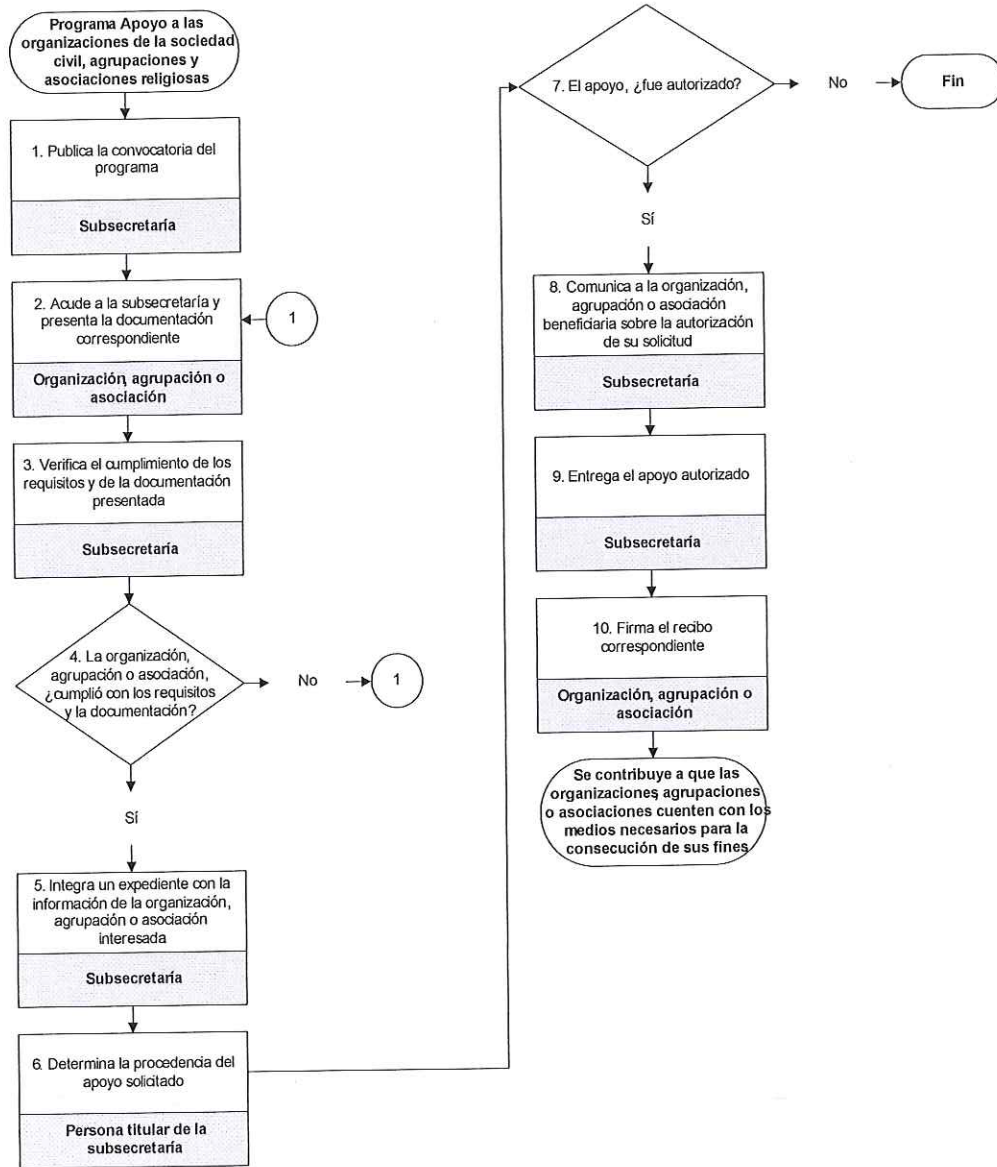 Programa Apoyo a las
organizaciones de la sociedad
civil, agrupaciones y
asociaciones religiosas
1. Publica la convocatoria del
programa
Subsecretaría
2. Acude a la subsecretaría y
presenta la documentación
correspondiente
1
Organización, agrupación o
asociación
3. Verifica el cumplimiento de los
requisitos y de la documentación
presentada
Subsecretaría
4. La organización,
agrupación o asociación,
¿cumplió con los requisitos
y la documentación?
No
1
Sí
5. Integra un expediente con la
información de la organización,
agrupación o asociación
interesada
Subsecretaría
6. Determina la procedencia del
apoyo solicitado
Persona titular de la
subsecretaría
7. El apoyo, ¿fue autorizado?
No
Fin
Sí
8. Comunica a la organización,
agrupación o asociación
beneficiaria sobre la autorización
de su solicitud
Subsecretaría
9. Entrega el apoyo autorizado
Subsecretaría
10. Firma el recibo
correspondiente
Organización, agrupación o
asociación
Se contribuye a que las
organizaciones, agrupaciones
o asociaciones cuenten con los
medios necesarios para la
consecución de sus fines